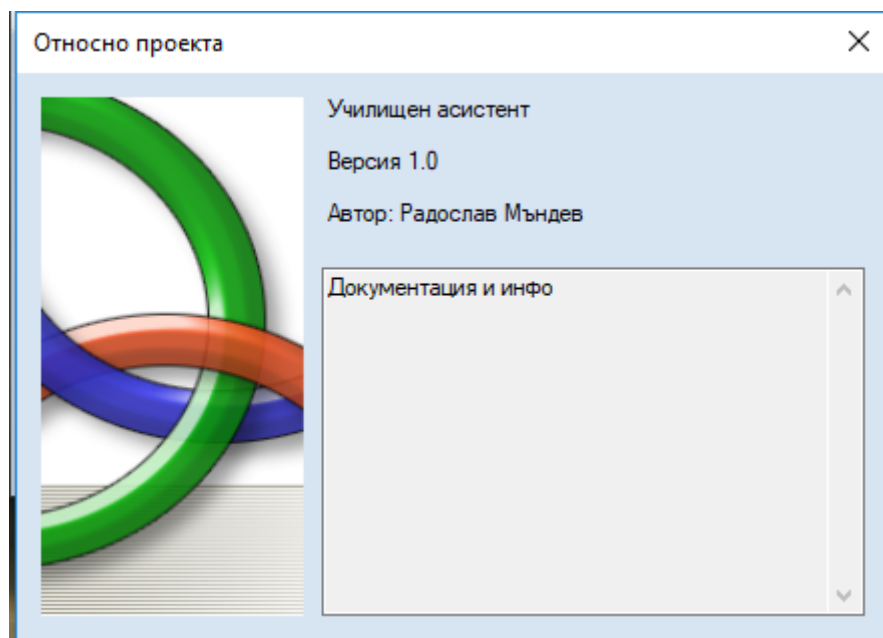 Относно проекта
Училищен асистент
Версия 1.0
Автор: Радослав Мъндев
Документация и инфо